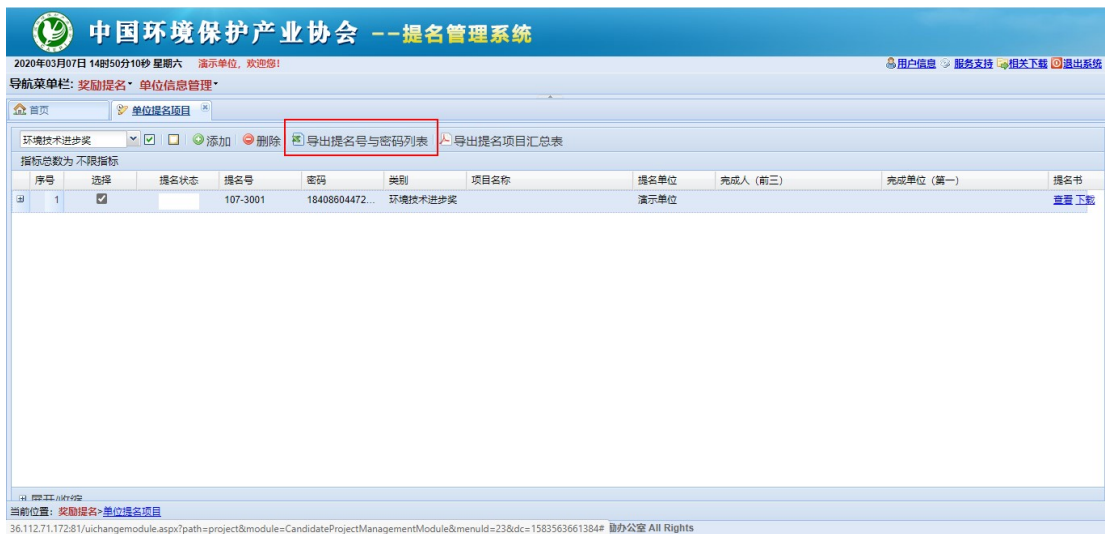 中国环境保护产业协会 --提名管理系统
2020年03月07日 14时50分10秒 星期六 演示单位, 欢迎您! 用户信息 服务支持 相关下载 退出系统
导航菜单栏: 奖励提名 单位信息管理
首页 单位提名项目
环境技术进步奖 添加 删除 导出提名号与密码列表 导出提名项目汇总表
指标总数为 不限指标
序号 选择 提名状态 提名号 密码 类别 项目名称 提名单位 完成人 (前三) 完成单位 (第一) 提名书
1 107-3001 18408604472... 环境技术进步奖 演示单位 查看 下载
展开/收缩
当前位置: 奖励提名>单位提名项目
36.112.71.172:81/uichangemodule.aspx?path=project&module=CandidateProjectManagementModule&menuId=23&dc=1583563661384# 励办公室 All Rights